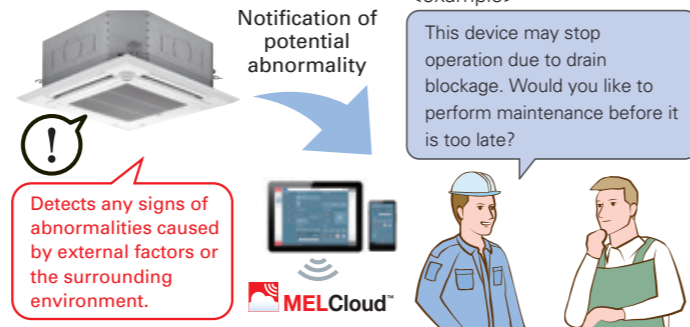 <example>
Notification of
potential
abnormality
This device may stop
operation due to drain
blockage. Would you like to
perform maintenance before it
is too late?
!
Detects any signs of
abnormalities caused
by external factors or
the surrounding
environment.
MELCloud™